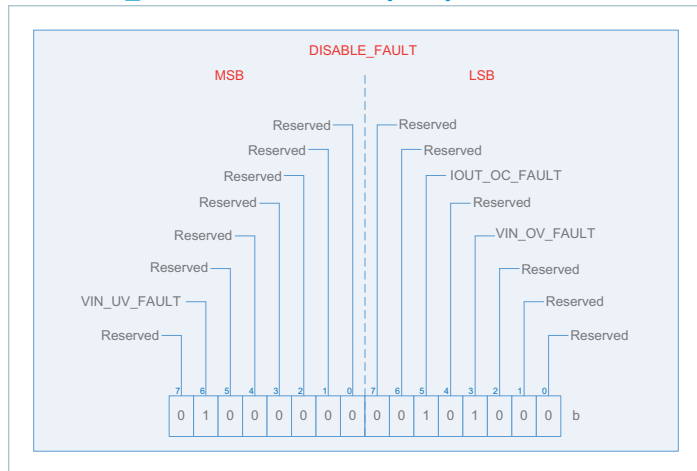 DISABLE_FAULT
MSB LSB
Reserved Reserved
Reserved Reserved
Reserved IOUT_OC_FAULT
Reserved Reserved
Reserved VIN_OV_FAULT
Reserved Reserved
VIN_UV_FAULT Reserved
Reserved Reserved
7 6 5 4 3 2 1 0 7 6 5 4 3 2 1 0
0 1 0 0 0 0 0 0 0 0 1 0 1 0 0 0 b